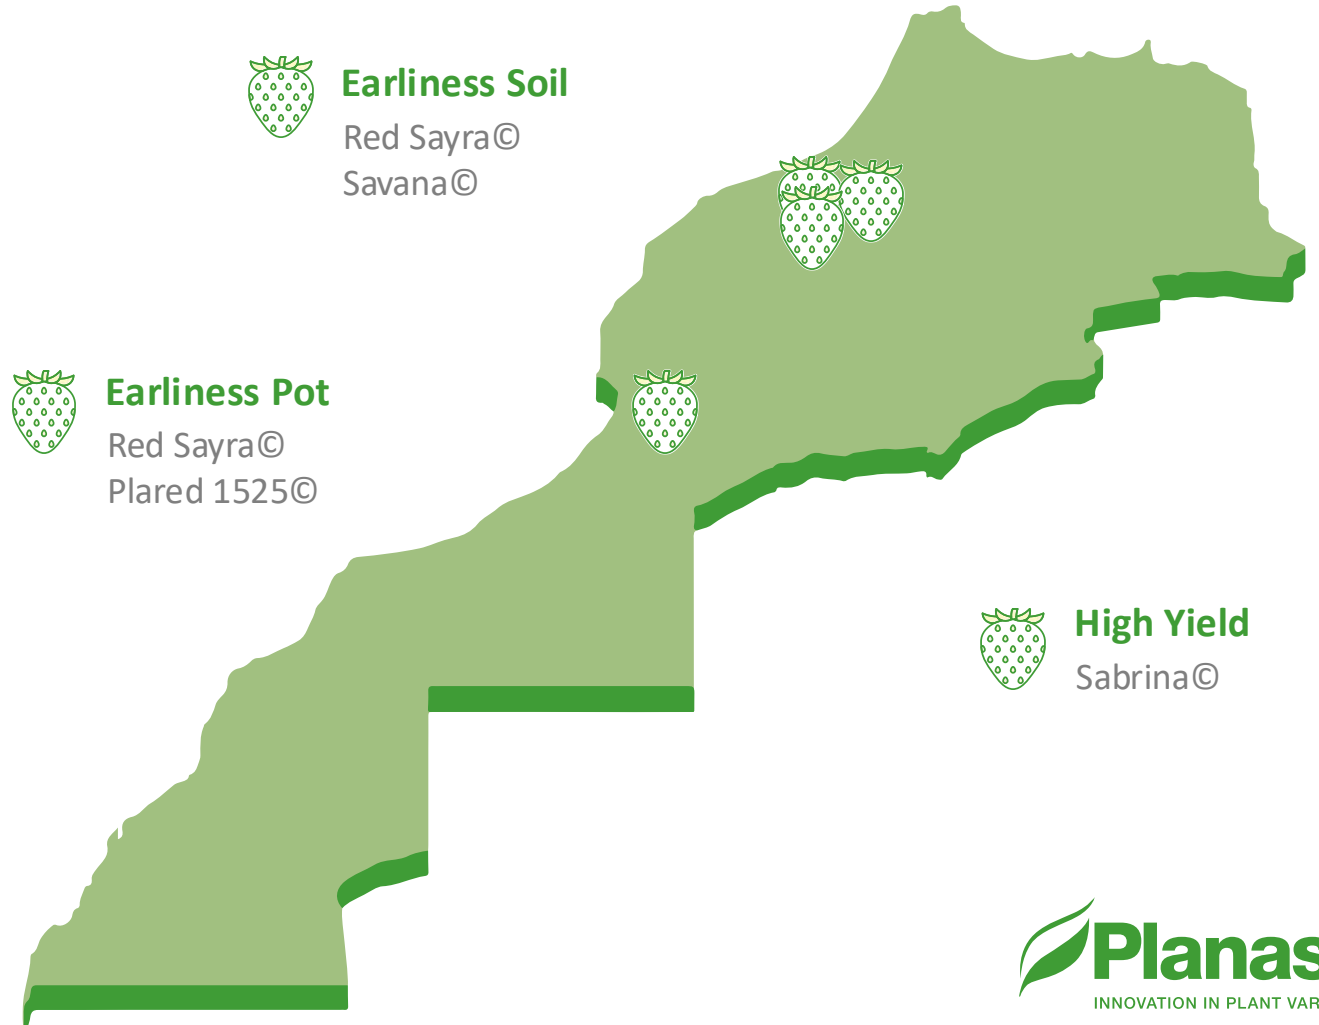 Earliness Soil
Red Sayra©
Savana©
Earliness Pot
Red Sayra©
Plared 1525©
High Yield
Sabrina©
Planas
INNOVATION IN PLANT VAR